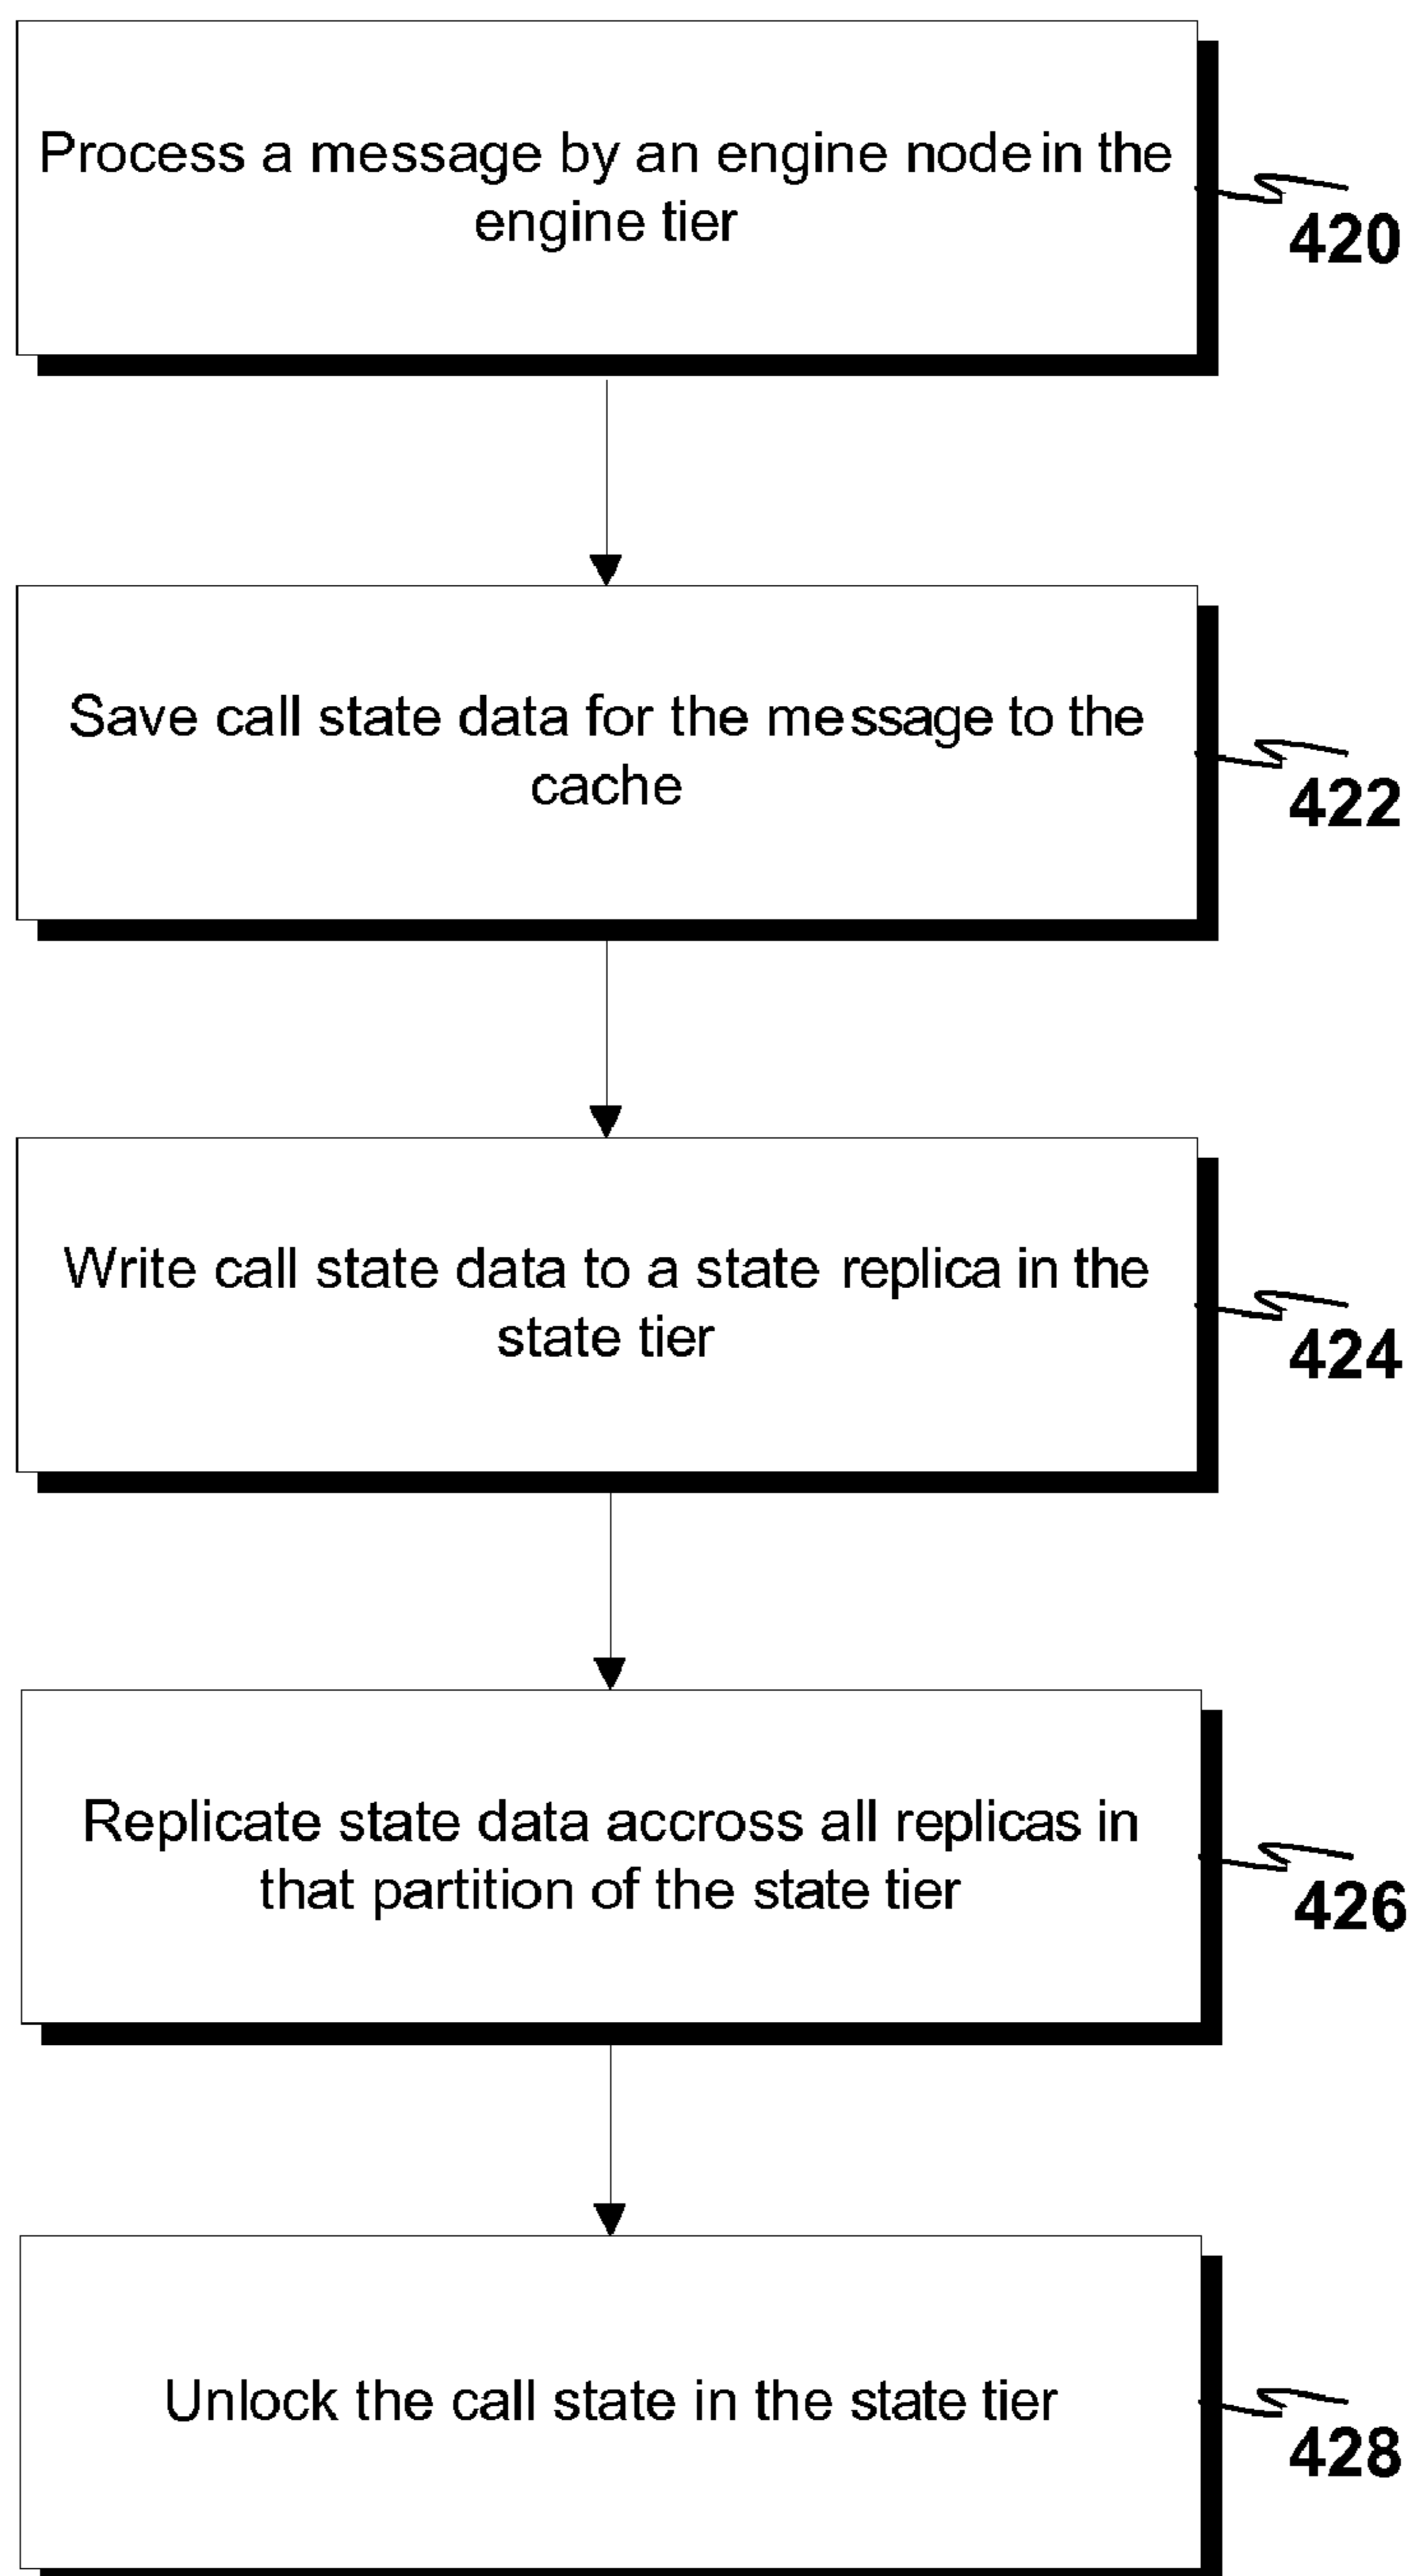 Process a message by an engine node in the
engine tier
420
Save call state data for the message to the
cache
422
Write call state data to a state replica in the
state tier
424
Replicate state data accross all replicas in
that partition of the state tier
426
Unlock the call state in the state tier
428